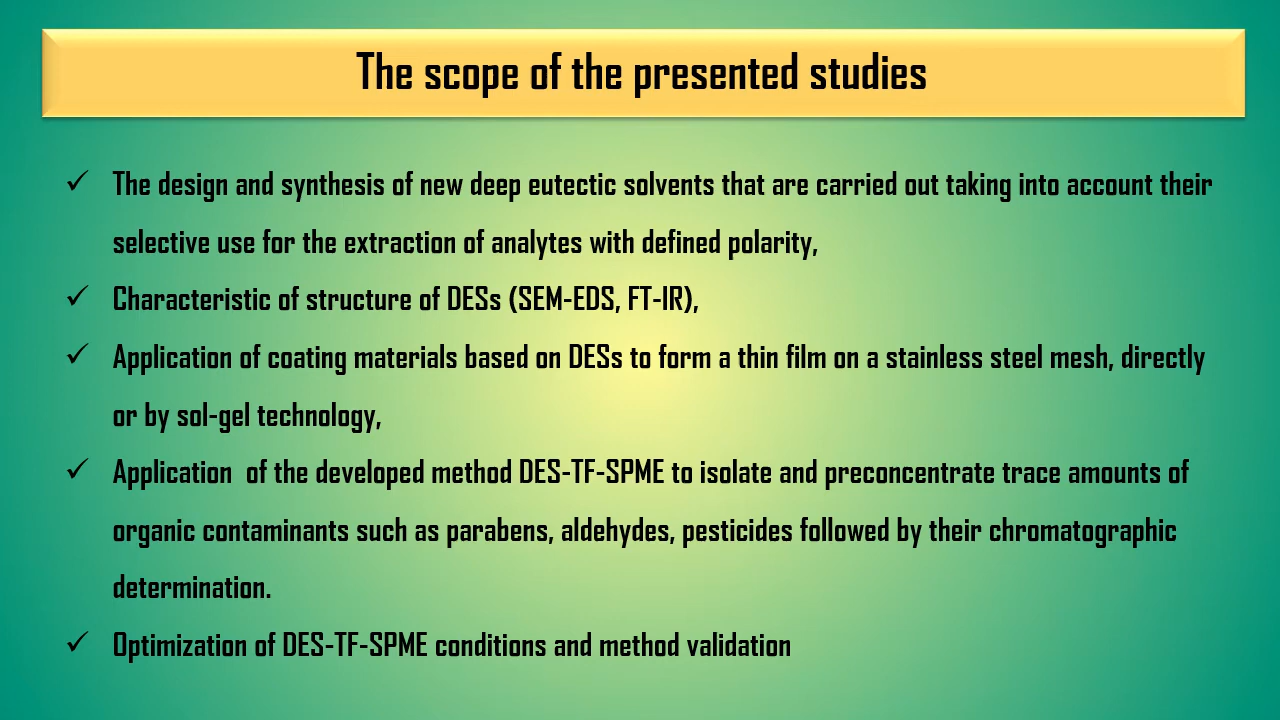 The scope of the presented studies
✓ The design and synthesis of new deep eutectic solvents that are carried out taking into account their
selective use for the extraction of analytes with defined polarity,
✓ Characteristic of structure of DESs (SEM-EDS, FT-IR),
✓ Application of coating materials based on DESs to form a thin film on a stainless steel mesh, directly
or by sol-gel technology,
✓ Application  of the developed method DES-TF-SPME to isolate and preconcentrate trace amounts of
organic contaminants such as parabens, aldehydes, pesticides followed by their chromatographic
determination.
✓ Optimization of DES-TF-SPME conditions and method validation